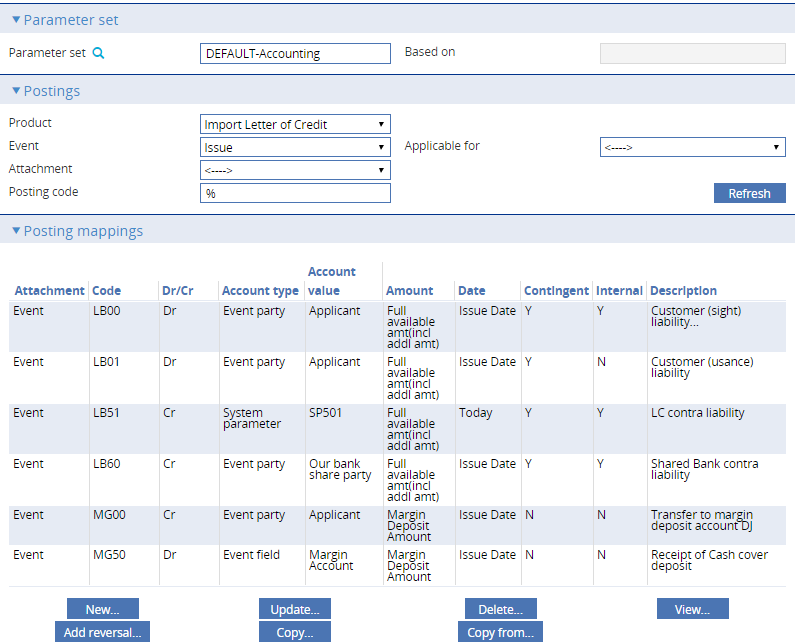 Parameter set
Parameter set DEFAULT-Accounting Based on
Postings
Product Import Letter of Credit
Event Issue Applicable for <---->
Attachment <---->
Posting code % Refresh
Posting mappings
Account
Attachment Code Dr/Cr Account type value Amount Date Contingent Internal Description
Event LB00 Dr Event party Applicant Full Issue Date Y Y Customer (sight)
available liability...
amt(incl
addl amt)
Event LB01 Dr Event party Applicant Full Issue Date Y N Customer (usance)
available liability
amt(incl
addl amt)
Event LB51 Cr System SP501 Full Today Y Y LC contra liability
parameter available
amt(incl
addl amt)
Event LB60 Cr Event party Our bank Full Issue Date Y Y Shared Bank contra
share party available liability
amt(incl
addl amt)
Event MG00 Cr Event party Applicant Margin Issue Date N N Transfer to margin
Deposit deposit account DJ
Amount
Event MG50 Dr Event field Margin Margin Issue Date N N Receipt of Cash cover
Account Deposit deposit
Amount
New... Update... Delete... View...
Add reversal... Copy... Copy from...